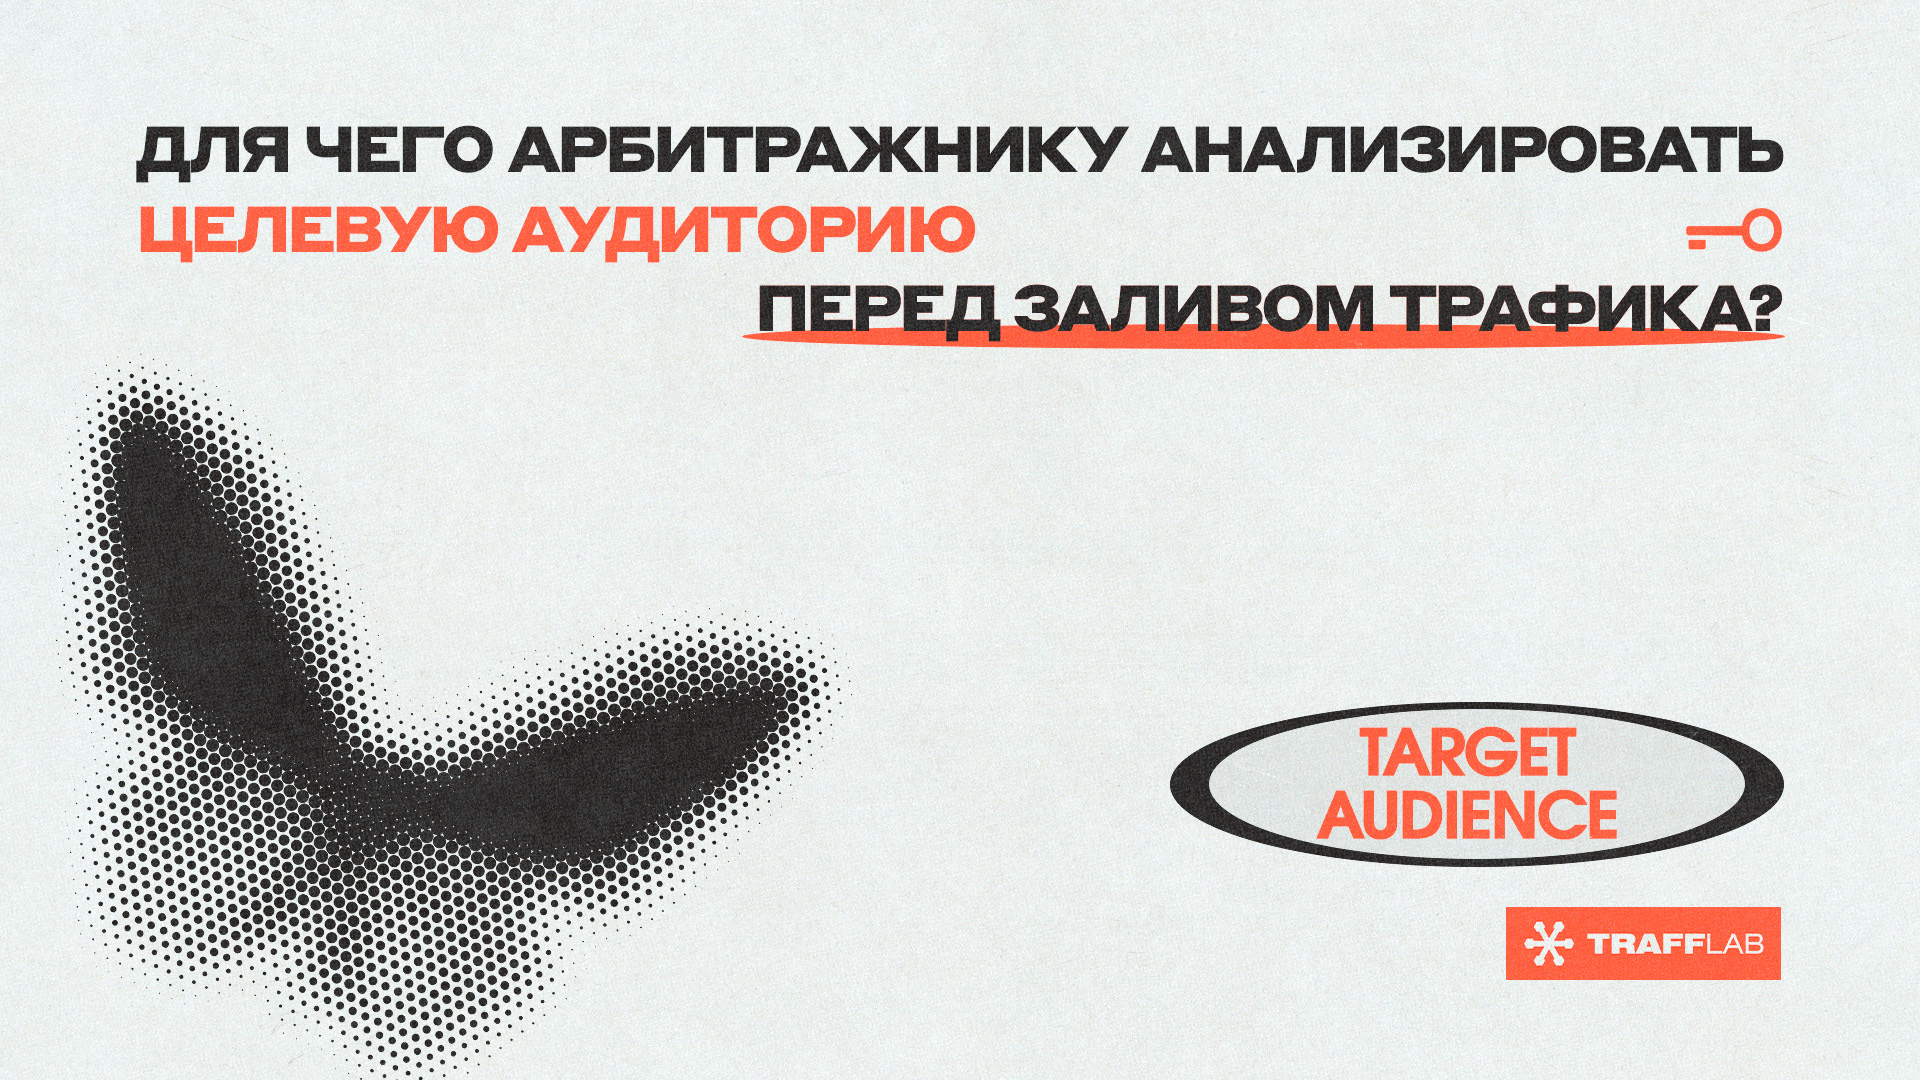 ДЛЯ ЧЕГО АРБИТРАЖНИКУ АНАЛИЗИРОВАТЬ
ЦЕЛЕВУЮ АУДИТОРИЮ
ПЕРЕД ЗАЛИВОМ ТРАФИКА?
TARGET
AUDIENCE
TRAFFLAB